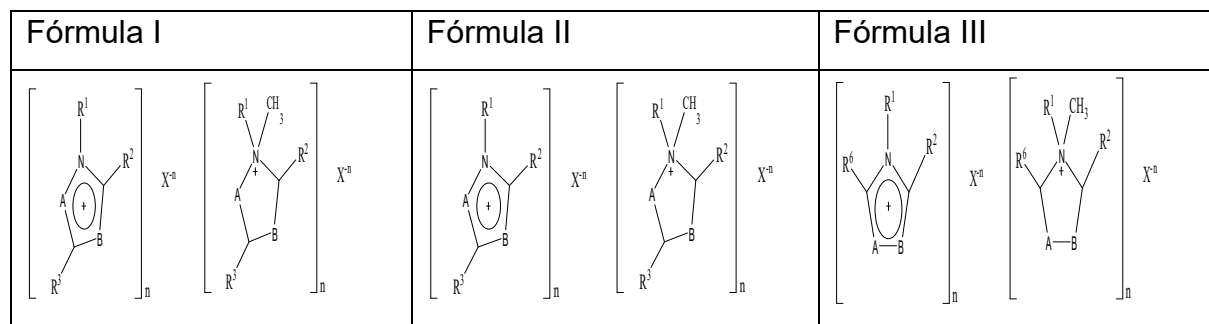 Fórmula I
Fórmula II
Fórmula III
R¹
N
R²
A
+
B
R³
n
X⁻ⁿ
R¹
CH₃
N
+
R²
A
B
R³
n
X⁻ⁿ
R¹
N
R²
A
+
B
R³
n
X⁻ⁿ
R¹
CH₃
N
+
R²
A
B
R³
n
X⁻ⁿ
R¹
N
R²
R⁶
+
A B
n
X⁻ⁿ
R¹ CH₃
N
+
R²
R⁶
A B
n
X⁻ⁿ